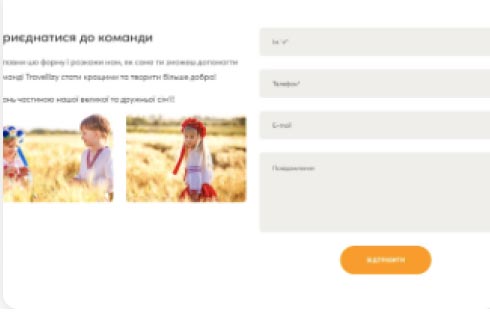 риєднатися до команди
повни цю форму і розкажи нам, як саме ти зможеш допомогти
манді Travellizy стати кращими та творити більше добра!
ань частиною нашої великої та дружньої сім'ї!!!
Ім'я*
Телефон*
E-mail
Повідомлення
ВІДПРАВИТИ